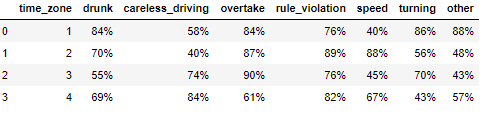 time_zone drunk careless_driving overtake rule_violation speed turning other
0 1 84% 58% 84% 76% 40% 86% 88%
1 2 70% 40% 87% 89% 88% 56% 48%
2 3 55% 74% 90% 76% 45% 70% 43%
3 4 69% 84% 61% 82% 67% 43% 57%